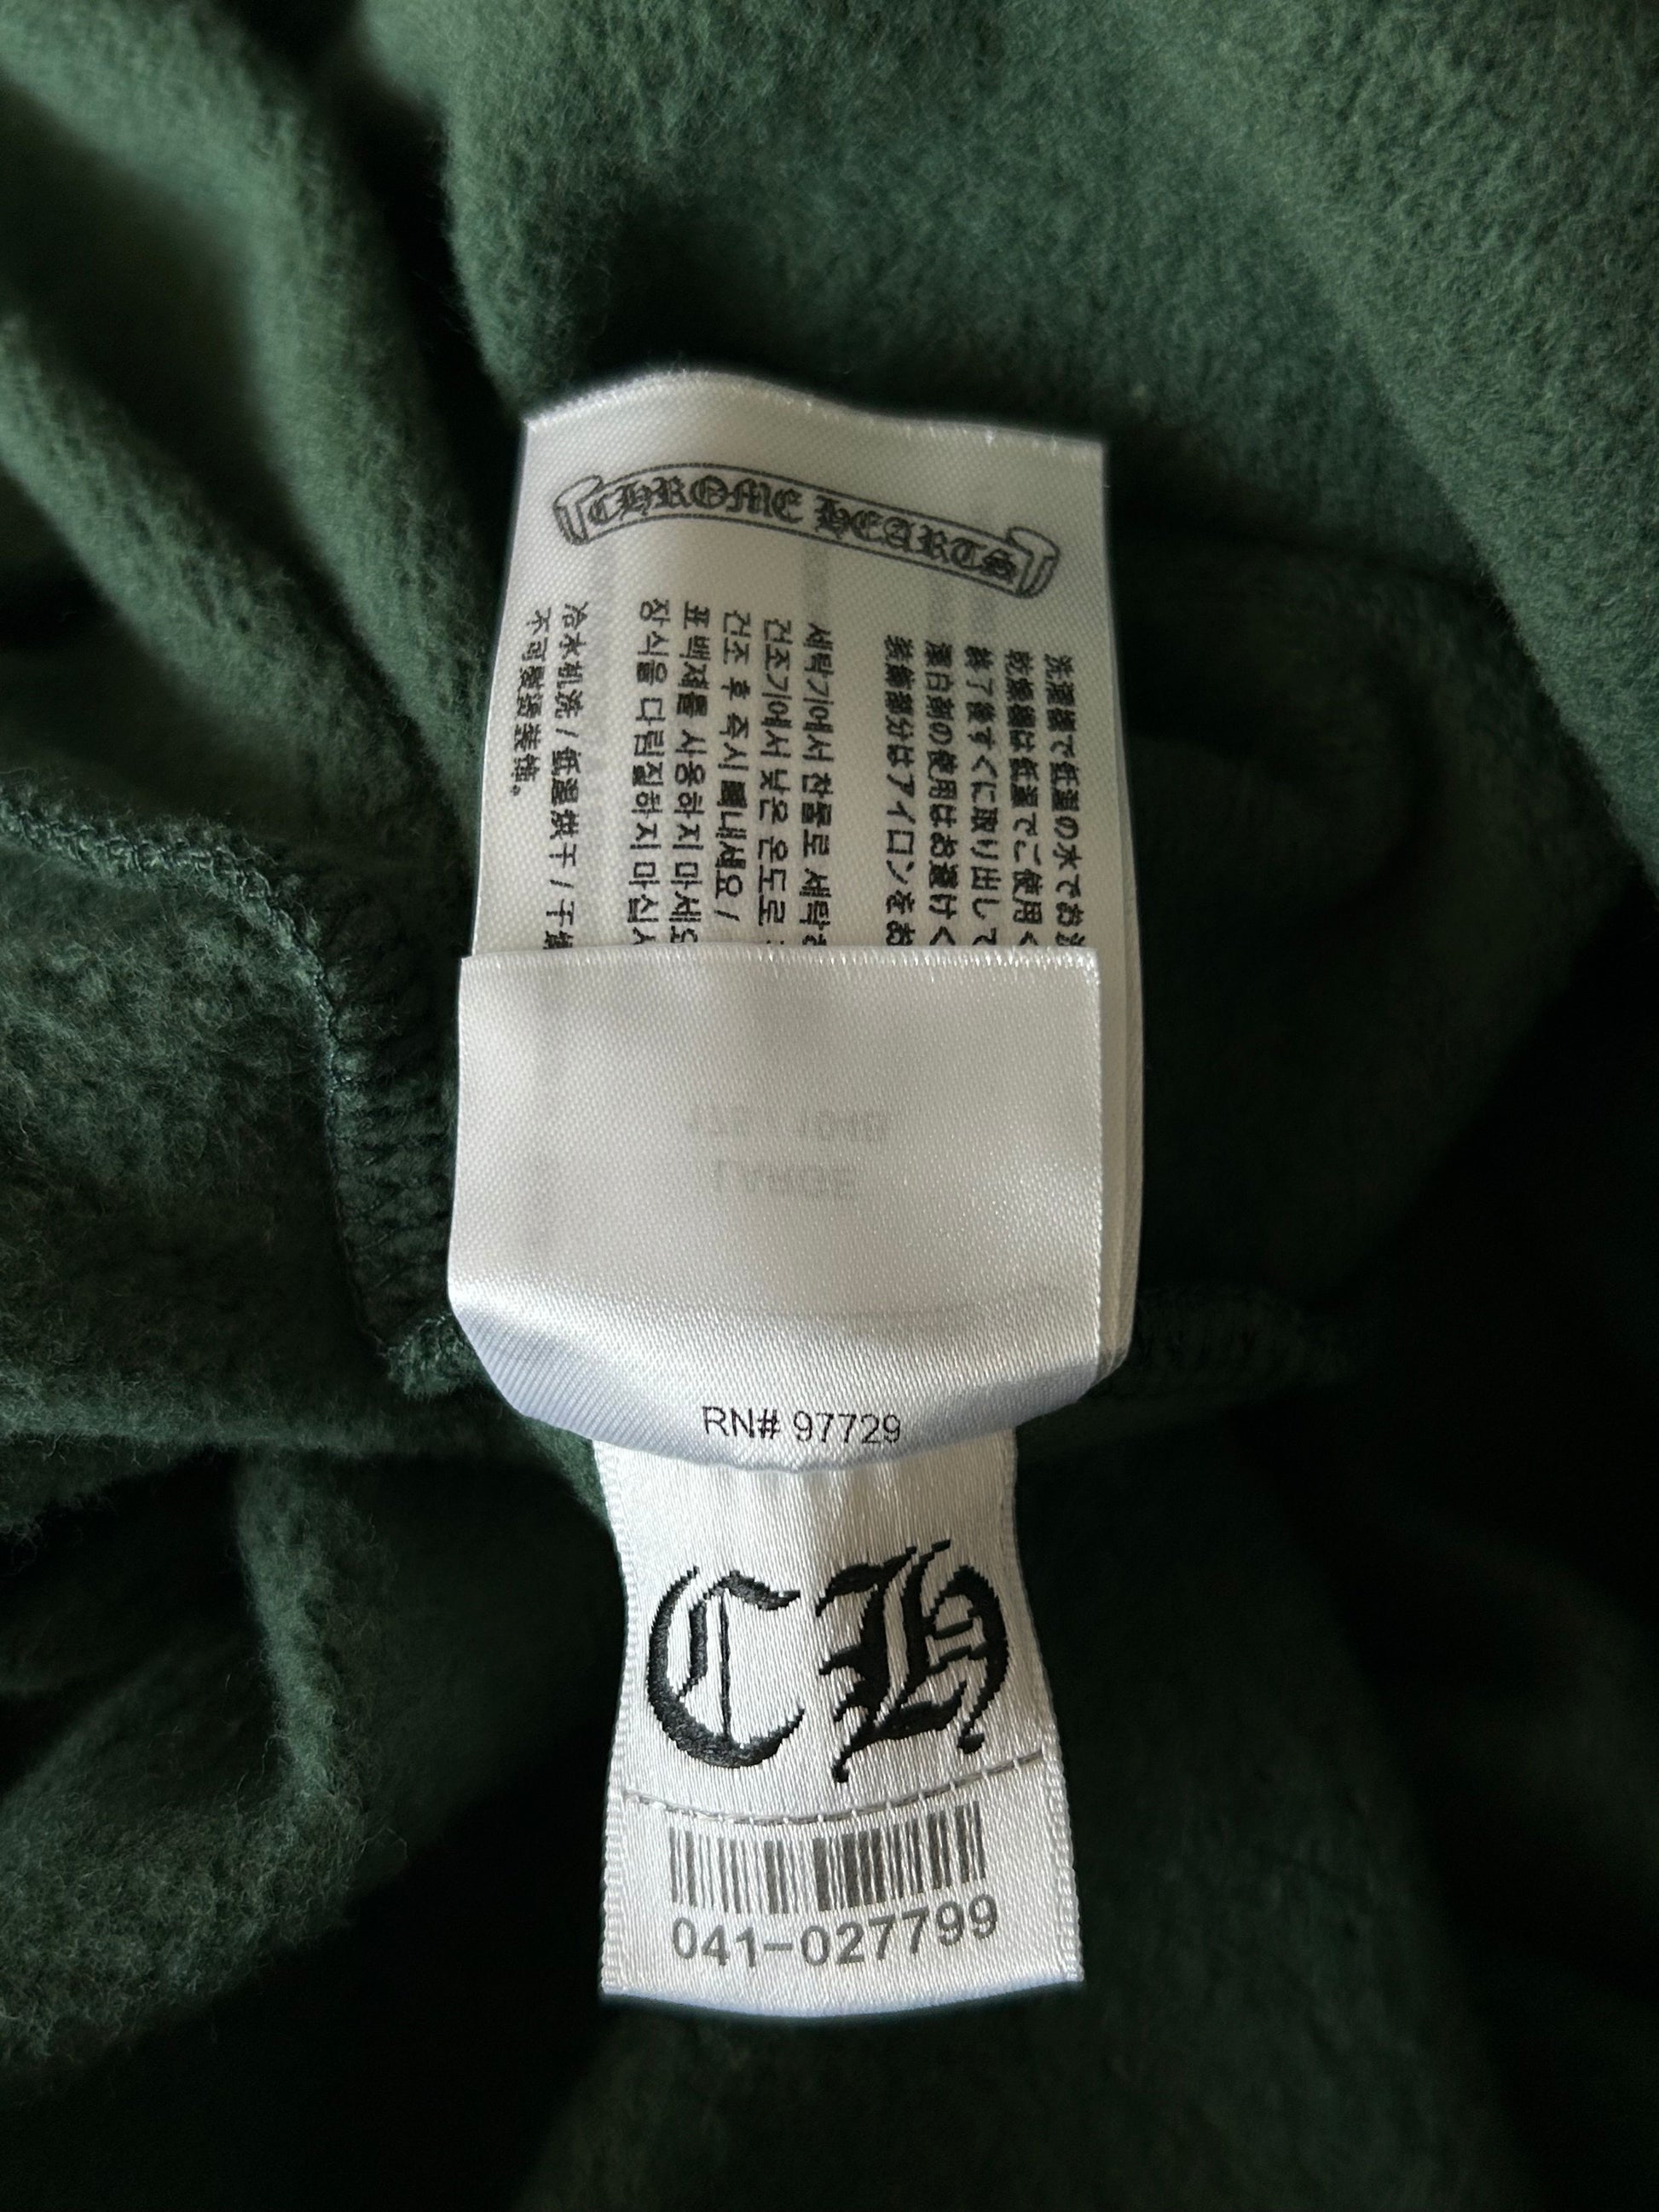 CHROME HEARTS
洗濯機で低温の水でお
乾燥機は低温でご使用く
終了後すぐに取り出して
漂白剤の使用はお避けく
装飾部分はアイロンをお
세탁기에서 찬물로 세탁
건조기에서 낮은 온도로
건조 후 즉시 꺼내세요 /
표백제를 사용하지 마세요
장식을 다림질하지 마십시
冷水机洗 / 低温烘干 / 干
不可熨烫装饰。
LARGE
RN# 97729
CH
041-027799